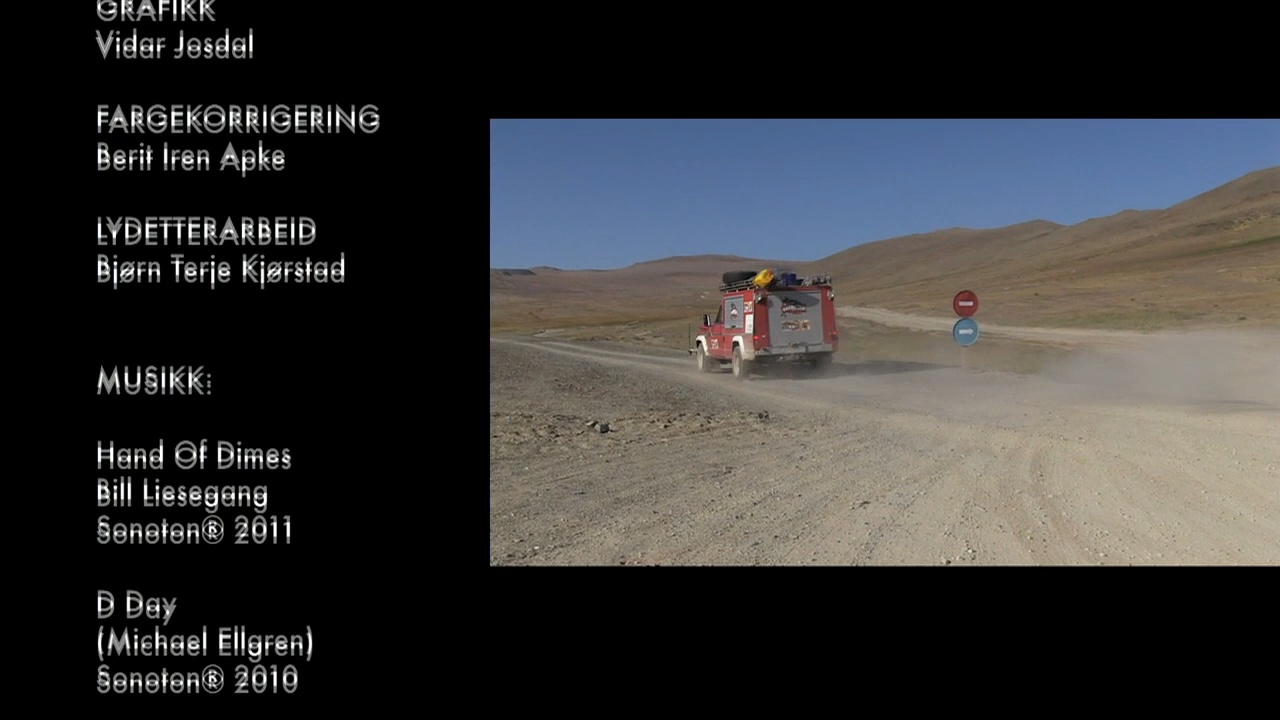 GRAFIKK
Vidar Josdal
FARGEKORRIGERING
Berit Iren Apke
LYDETTERARBEID
Bjørn Terje Kjørstad
MUSIKK:
Hand Of Dimes
Bill Liesegang
Sonoton® 2011
D Day
(Michael Ellgren)
Sonoton® 2010